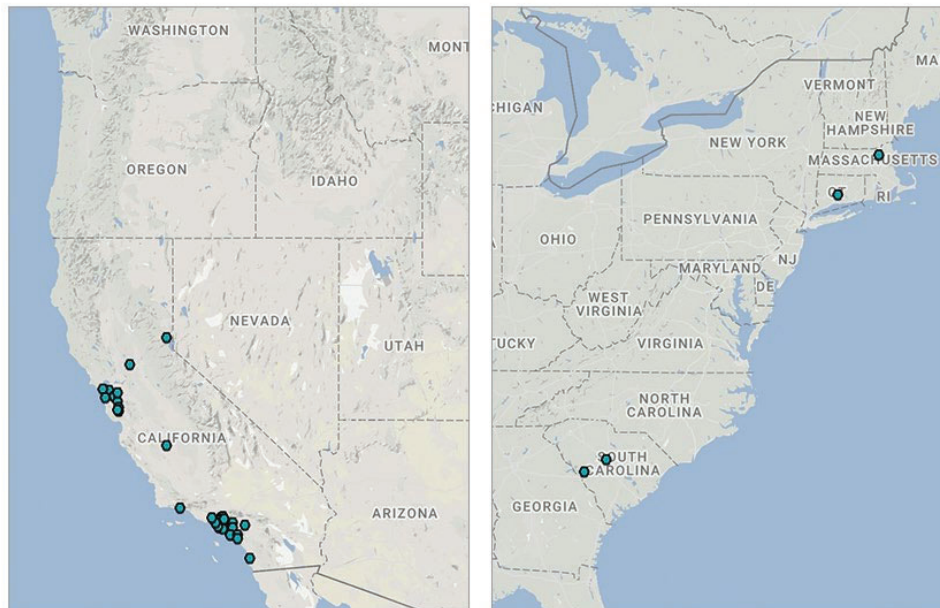 WASHINGTON
MONT
OREGON
IDAHO
NEVADA
UTAH
CALIFORNIA
ARIZONA
CHIGAN
VERMONT
NEW
HAMPSHIRE
MA
NEW YORK
MASSACHUSETTS
CT
RI
PENNSYLVANIA
OHIO
NJ
MARYLAND
DE
WEST
VIRGINIA
TUCKY
VIRGINIA
NORTH
CAROLINA
SOUTH
CAROLINA
GEORGIA